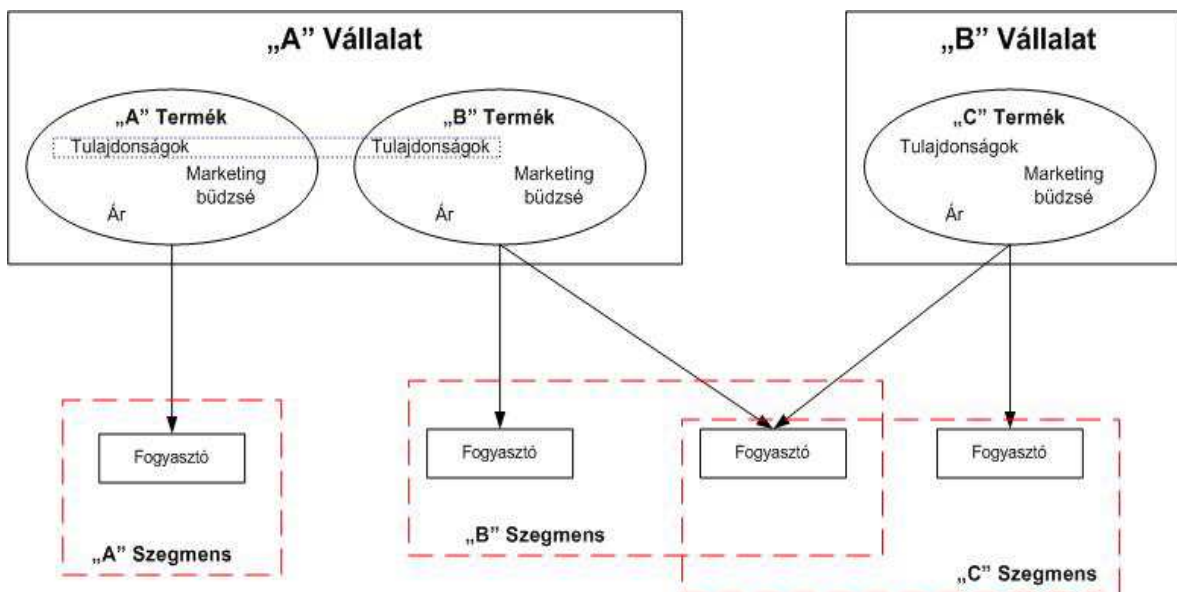 „A” Vállalat
„A” Termék
Tulajdonságok
Marketing
büdzsé
Ár
„B” Termék
Tulajdonságok
Marketing
büdzsé
Ár
„B” Vállalat
„C” Termék
Tulajdonságok
Marketing
büdzsé
Ár
Fogyasztó
„A” Szegmens
Fogyasztó
Fogyasztó
„B” Szegmens
Fogyasztó
„C” Szegmens